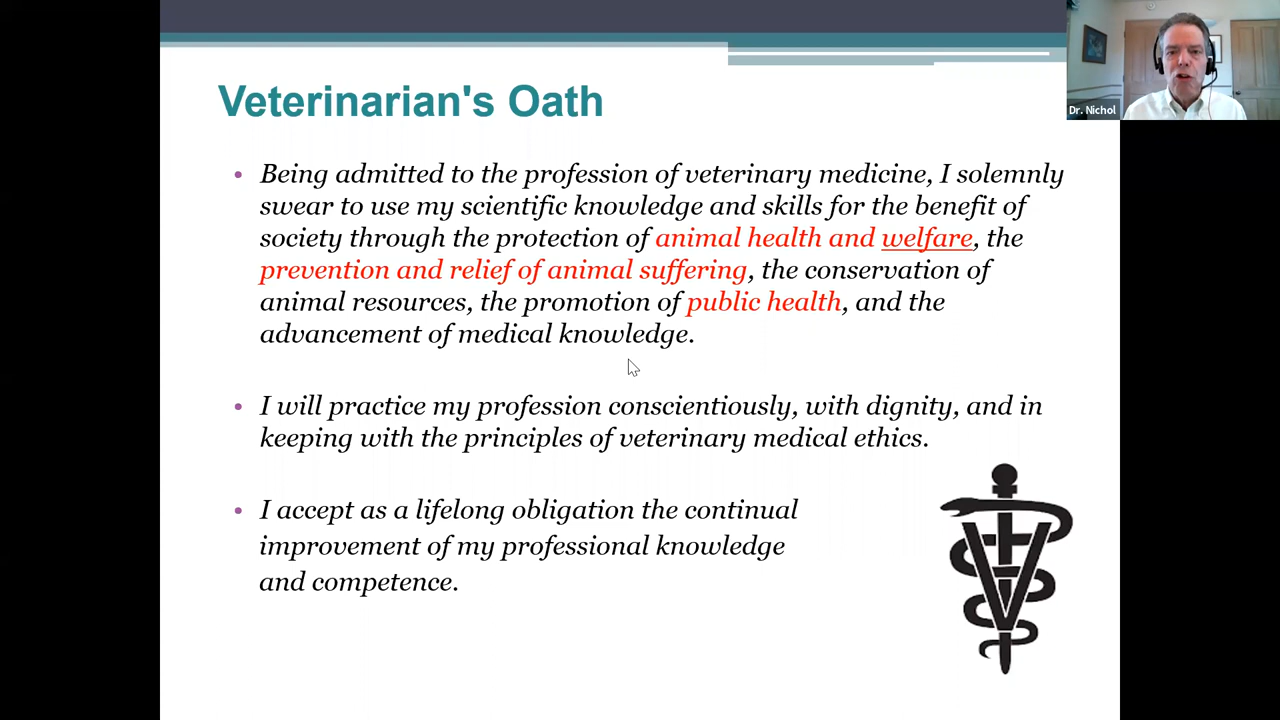 Veterinarian's Oath
Dr. Nichol
• Being admitted to the profession of veterinary medicine, I solemnly
swear to use my scientific knowledge and skills for the benefit of
society through the protection of animal health and welfare, the
prevention and relief of animal suffering, the conservation of
animal resources, the promotion of public health, and the
advancement of medical knowledge.
• I will practice my profession conscientiously, with dignity, and in
keeping with the principles of veterinary medical ethics.
• I accept as a lifelong obligation the continual
improvement of my professional knowledge
and competence.
V